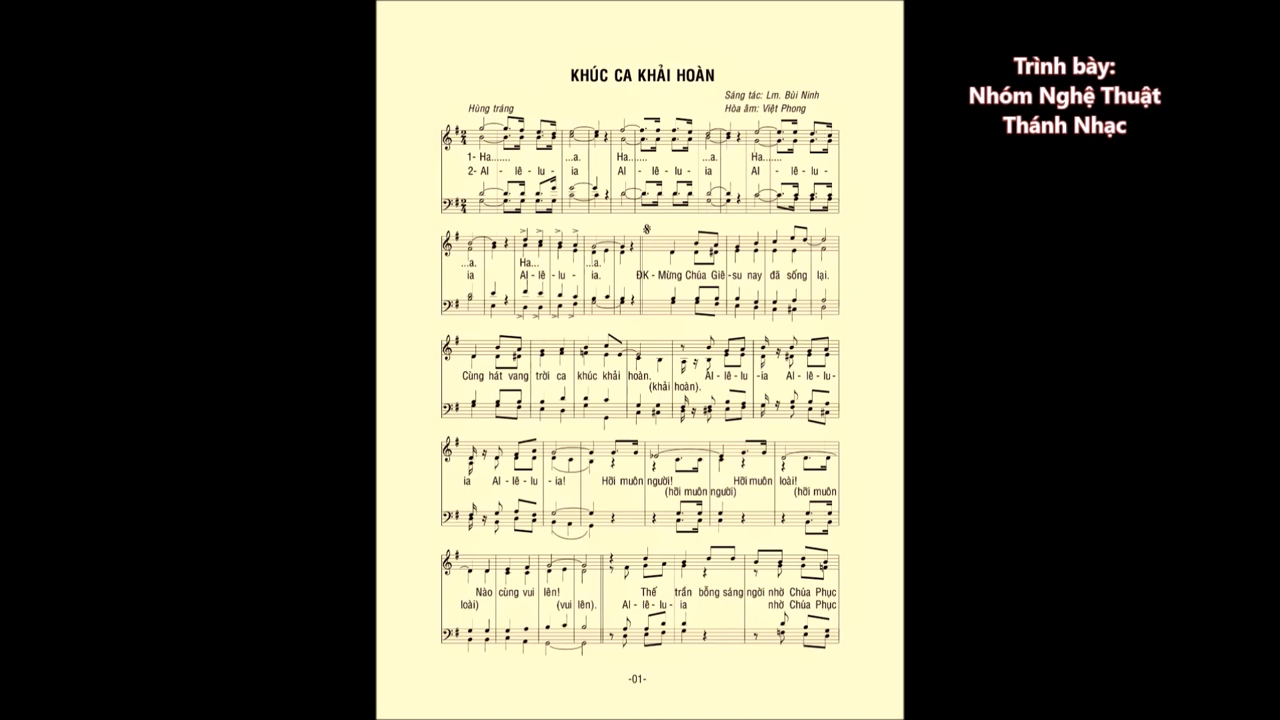 KHÚC CA KHẢI HOÀN
Sáng tác: Lm. Bùi Ninh
Hùng tráng
Hòa âm: Việt Phong
1- Ha....... ...a. Ha....... ...a. Ha.......
2- Al - lê - lu - ia Al - lê - lu - ia Al - lê - lu -
...a. Ha... ...a.
ia Al - lê - lu - ia. ĐK - Mừng Chúa Giê -su nay đã sống lại.
Cùng hát vang trời ca khúc khải hoàn. Al - lê - lu -ia Al - lê - lu-
(khải hoàn).
ia Al - lê - lu -ia! Hỡi muôn người! Hỡi muôn loài!
(hỡi muôn người) (hỡi muôn
Nào cùng vui lên! Thế trần bỗng sáng ngời nhờ Chúa Phục
loài) (vui lên). Al - lê - lu- ia nhờ Chúa Phục
-01-
Trình bày:
Nhóm Nghệ Thuật
Thánh Nhạc